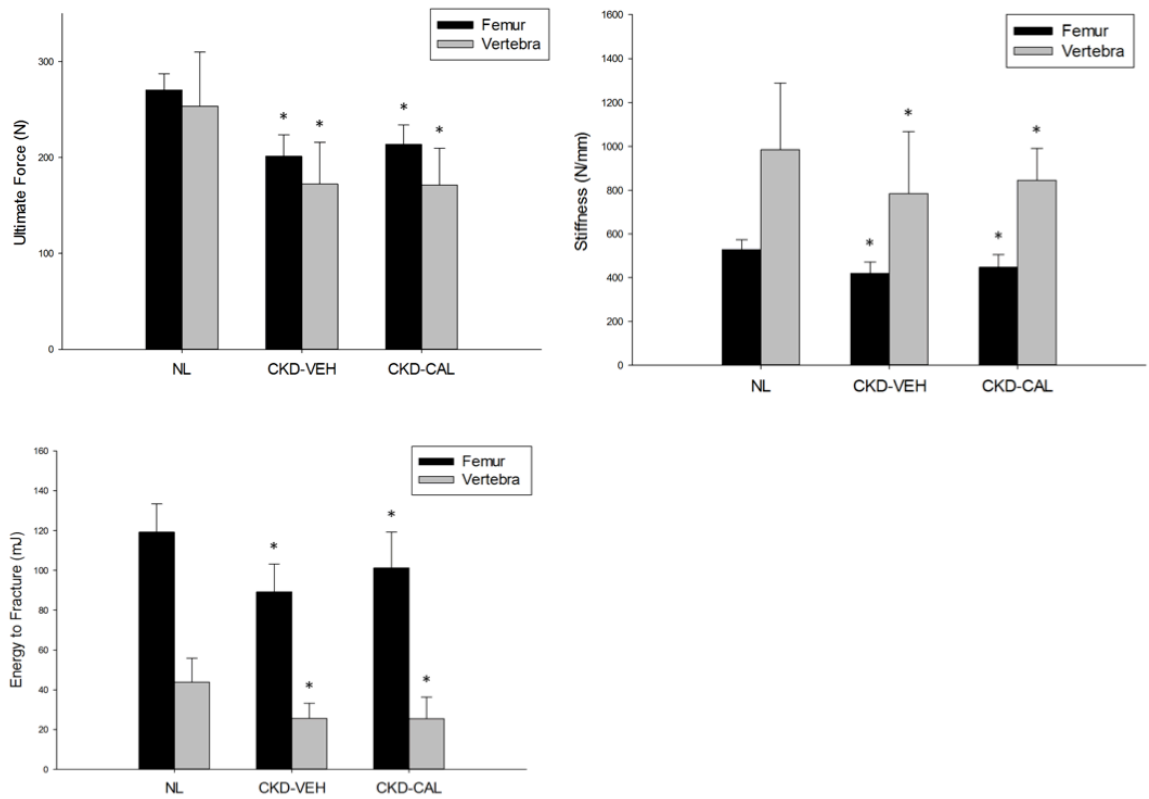 Femur
Vertebra
Ultimate Force (N)
300
200
100
0
* * * *
NL CKD-VEH CKD-CAL
Femur
Vertebra
Stiffness (N/mm)
1600
1400
1200
1000
800
600
400
200
0
* * * *
NL CKD-VEH CKD-CAL
Femur
Vertebra
Energy to Fracture (mJ)
160
140
120
100
80
60
40
20
0
* * * *
NL CKD-VEH CKD-CAL